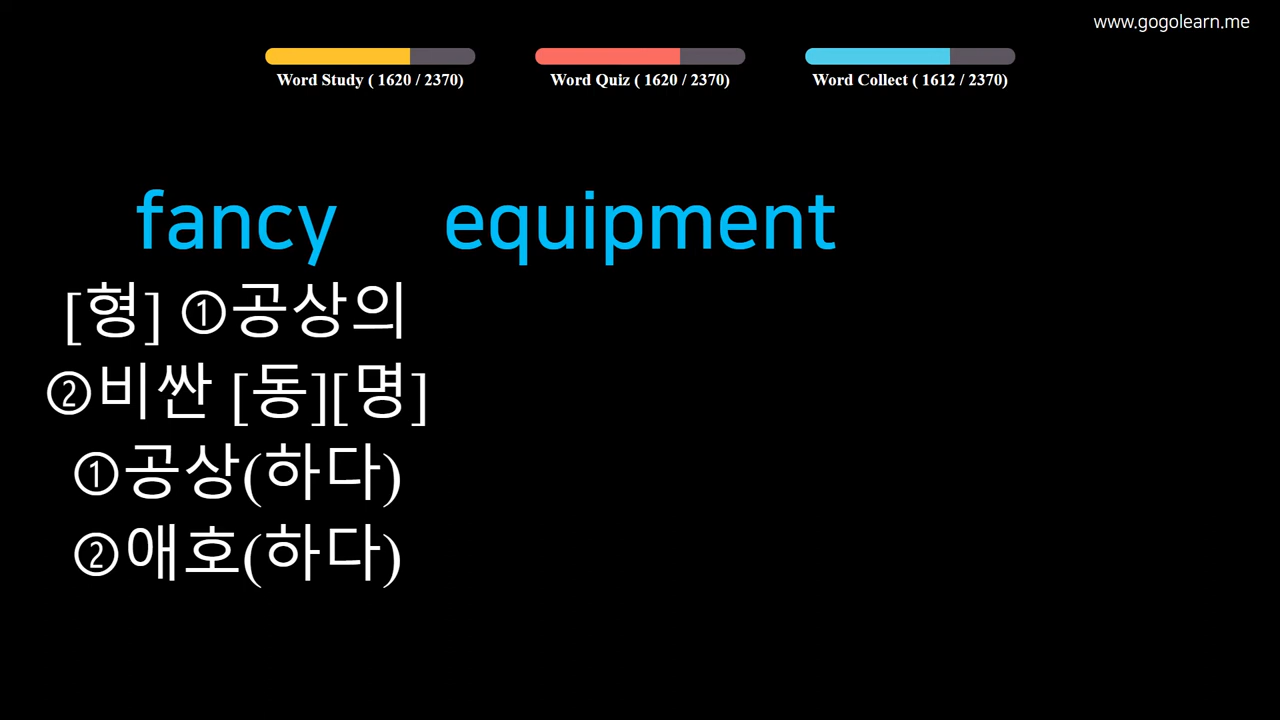 www.gogolearn.me
Word Study ( 1620 / 2370)
Word Quiz ( 1620 / 2370)
Word Collect ( 1612 / 2370)
fancy equipment
[형] ①공상의
②비싼 [동][명]
①공상(하다)
②애호(하다)